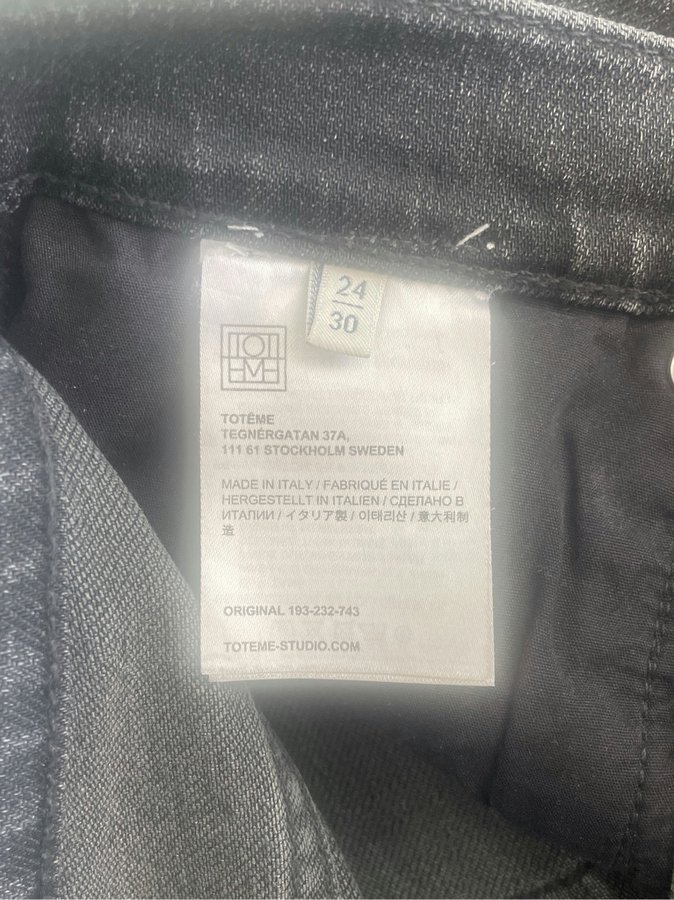 24
30
TOT
EME
TOTÊME
TEGNÉRGATAN 37A,
111 61 STOCKHOLM SWEDEN
MADE IN ITALY / FABRIQUÉ EN ITALIE /
HERGESTELLT IN ITALIEN / СДЕЛАНО В
ИТАЛИИ / イタリア製 / 이태리산 / 意大利制
造
ORIGINAL 193-232-743
TOTEME-STUDIO.COM